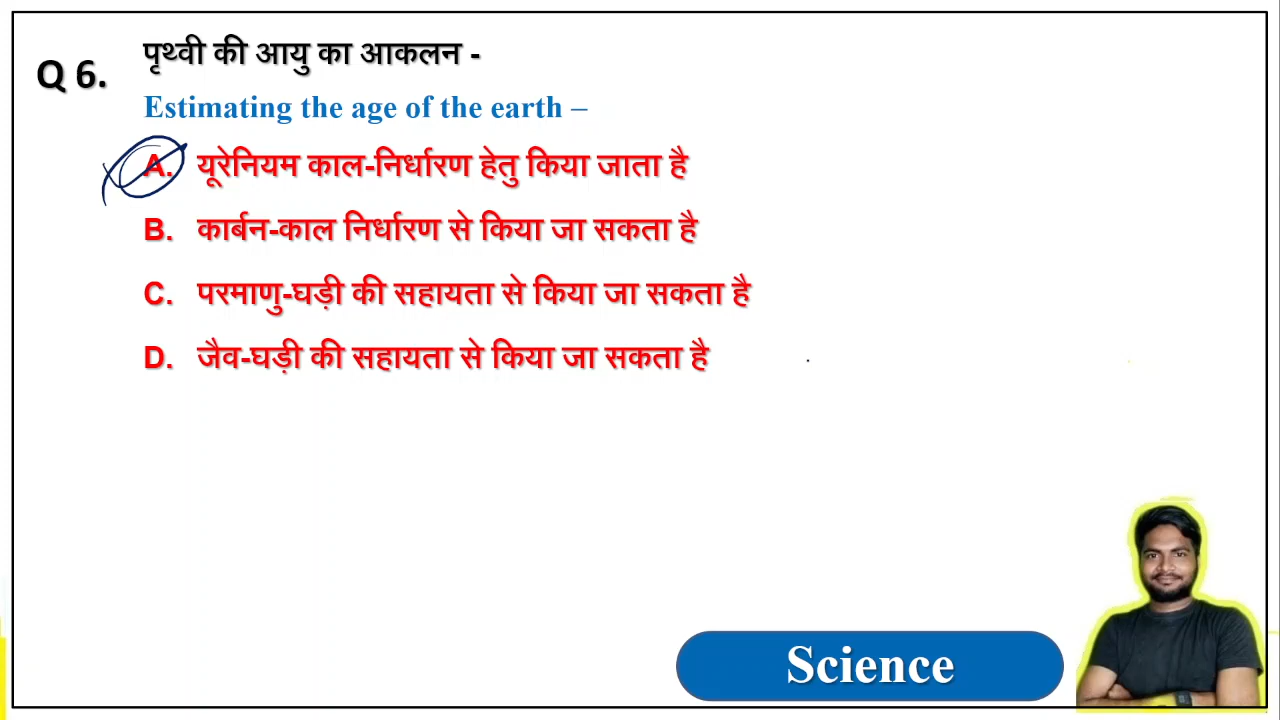 Q 6.
पृथ्वी की आयु का आकलन -
Estimating the age of the earth –
A. यूरेनियम काल-निर्धारण हेतु किया जाता है
B. कार्बन-काल निर्धारण से किया जा सकता है
C. परमाणु-घड़ी की सहायता से किया जा सकता है
D. जैव-घड़ी की सहायता से किया जा सकता है
Science